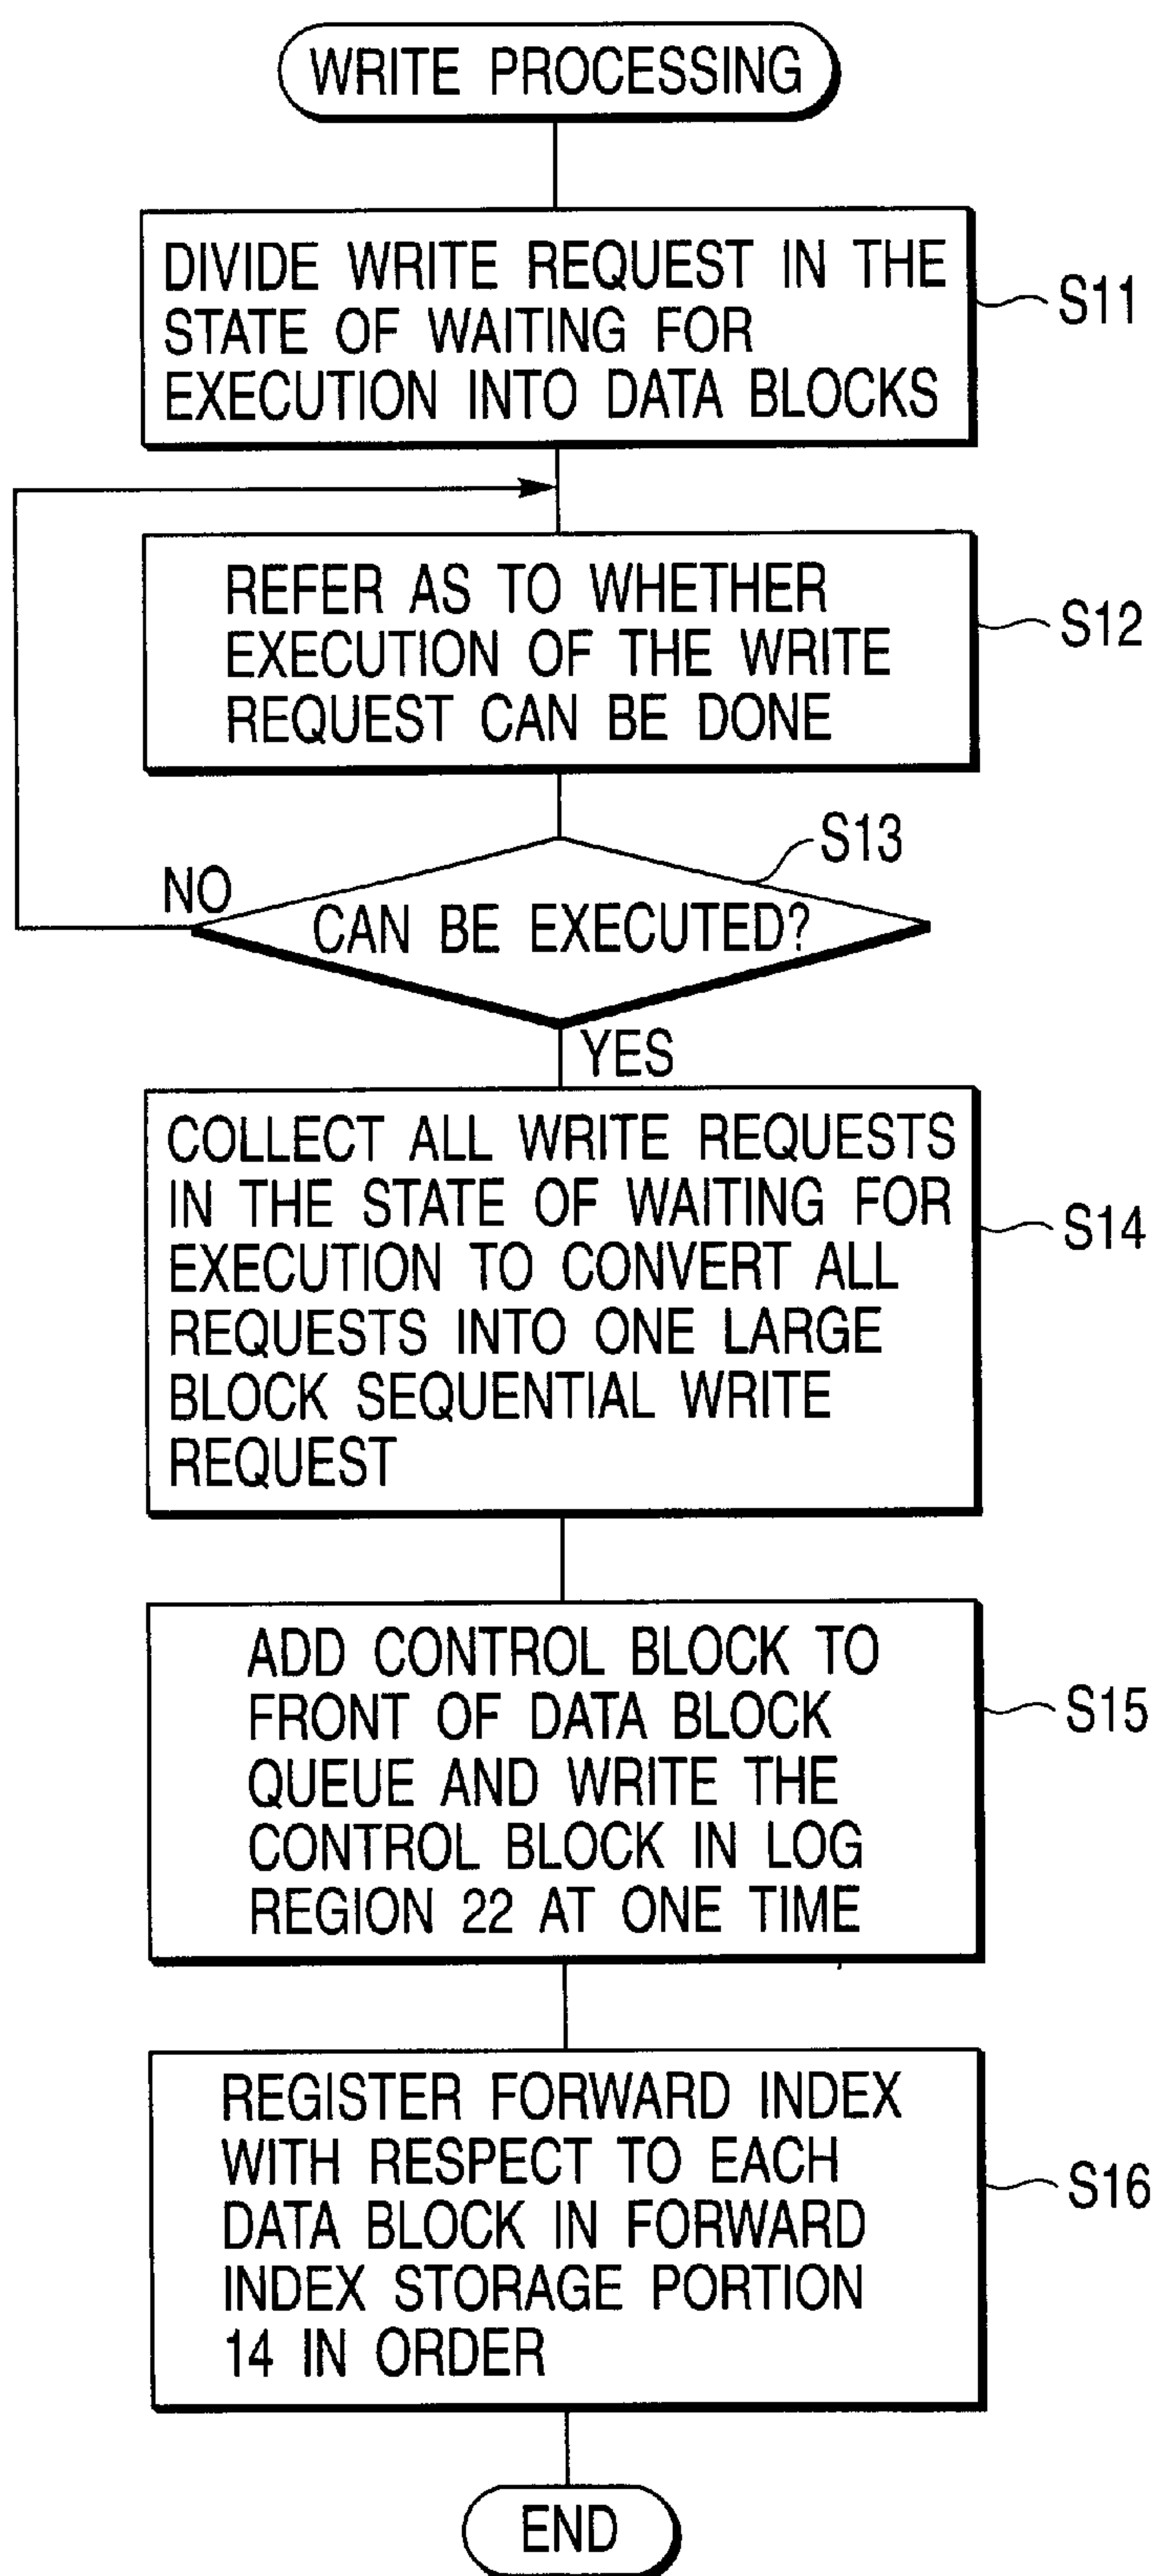 WRITE PROCESSING
DIVIDE WRITE REQUEST IN THE
STATE OF WAITING FOR
EXECUTION INTO DATA BLOCKS
S11
REFER AS TO WHETHER
EXECUTION OF THE WRITE
REQUEST CAN BE DONE
S12
S13
NO
CAN BE EXECUTED?
YES
COLLECT ALL WRITE REQUESTS
IN THE STATE OF WAITING FOR
EXECUTION TO CONVERT ALL
REQUESTS INTO ONE LARGE
BLOCK SEQUENTIAL WRITE
REQUEST
S14
ADD CONTROL BLOCK TO
FRONT OF DATA BLOCK
QUEUE AND WRITE THE
CONTROL BLOCK IN LOG
REGION 22 AT ONE TIME
S15
REGISTER FORWARD INDEX
WITH RESPECT TO EACH
DATA BLOCK IN FORWARD
INDEX STORAGE PORTION
14 IN ORDER
S16
END